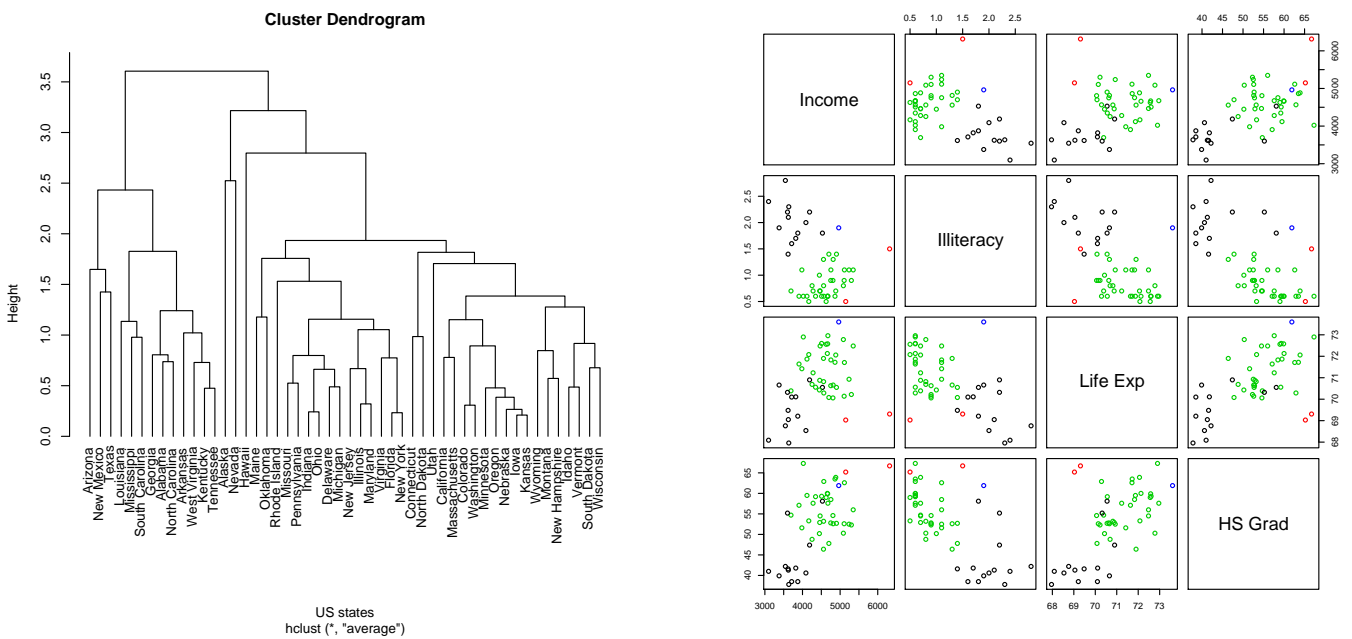 Cluster Dendrogram
Height
3.5
3.0
2.5
2.0
1.5
1.0
0.5
0.0
Arizona
New Mexico
Texas
Louisiana
Mississippi
South Carolina
Georgia
Alabama
North Carolina
Arkansas
West Virginia
Kentucky
Tennessee
Alaska
Nevada
Hawaii
Maine
Oklahoma
Rhode Island
Missouri
Pennsylvania
Indiana
Ohio
Delaware
Michigan
New Jersey
Illinois
Maryland
Virginia
Florida
New York
Connecticut
North Dakota
Utah
California
Massachusetts
Colorado
Washington
Minnesota
Oregon
Nebraska
Iowa
Kansas
Wyoming
Montana
New Hampshire
Idaho
Vermont
South Dakota
Wisconsin
US states
hclust (*, "average")
0.5 1.0 1.5 2.0 2.5
40 45 50 55 60 65
Income
3000 4000 5000 6000
0.5 1.0 1.5 2.0 2.5
Illiteracy
Life Exp
68 69 70 71 72 73
40 45 50 55 60 65
HS Grad
3000 4000 5000 6000
68 69 70 71 72 73